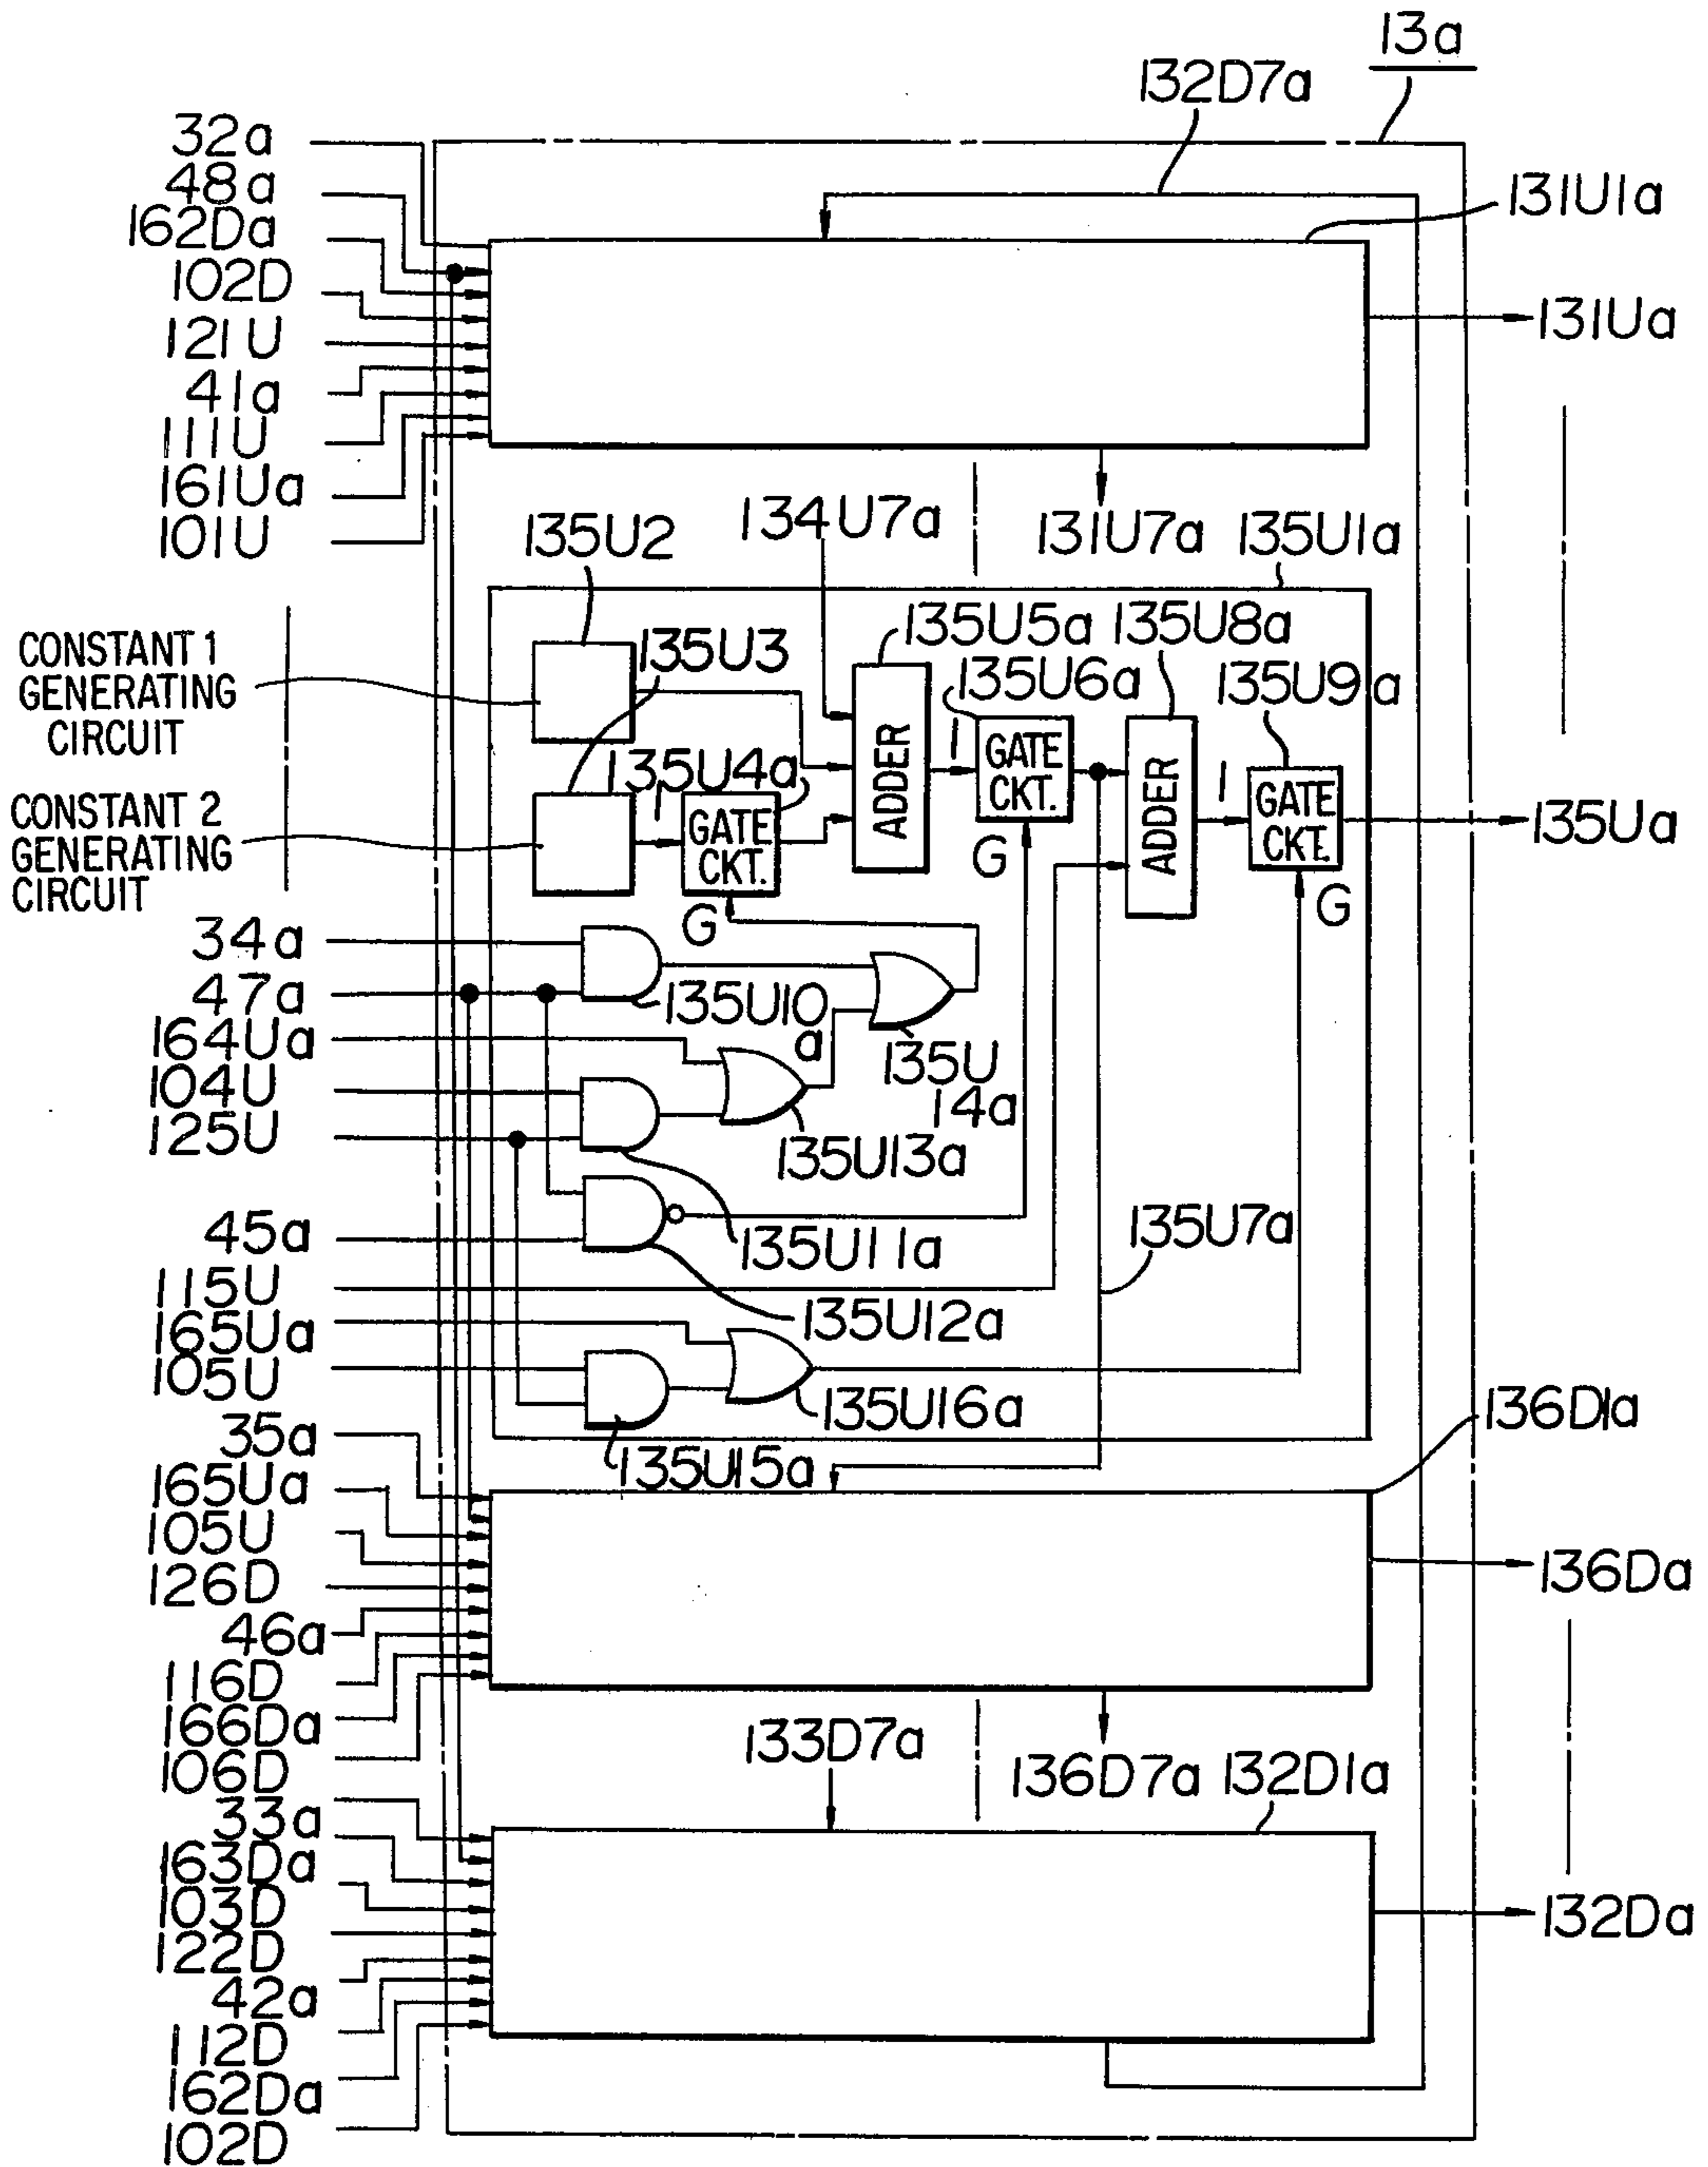 13a
132D7a
32a
48a
162Da
102D
121U
41a
111U
161Ua
101U
131U1a
131Ua
134U7a
131U7a
135U1a
135U2
CONSTANT 1
GENERATING
CIRCUIT
135U3
135U5a
135U8a
135U6a
135U9a
CONSTANT 2
GENERATING
CIRCUIT
135U4a
GATE
CKT.
G
ADDER
I
I
GATE
CKT.
G
ADDER
I
GATE
CKT.
G
135Ua
34a
47a
164Ua
104U
125U
135U10
a
135U
14a
135U13a
45a
115U
165Ua
105U
135U11a
135U12a
135U7a
135U16a
135U15a
136D1a
35a
165Ua
105U
126D
46a
116D
166Da
106D
136Da
133D7a
136D7a
132D1a
33a
163Da
103D
122D
42a
112D
162Da
102D
132Da